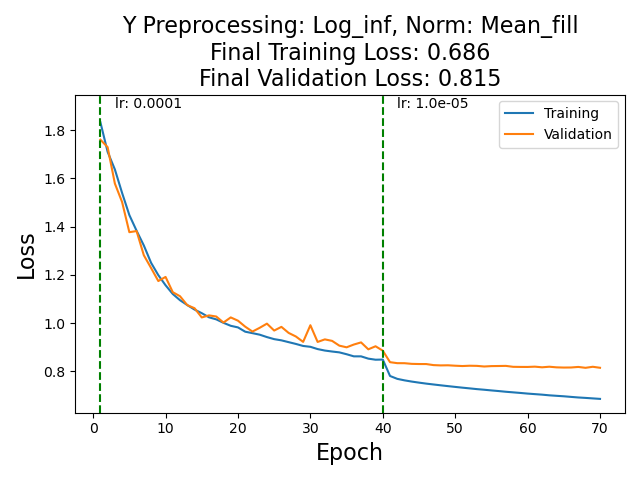 Y Preprocessing: Log_inf, Norm: Mean_fill
Final Training Loss: 0.686
Final Validation Loss: 0.815
lr: 0.0001
lr: 1.0e-05
Training
Validation
1.8
1.6
1.4
1.2
1.0
0.8
Loss
0 10 20 30 40 50 60 70
Epoch